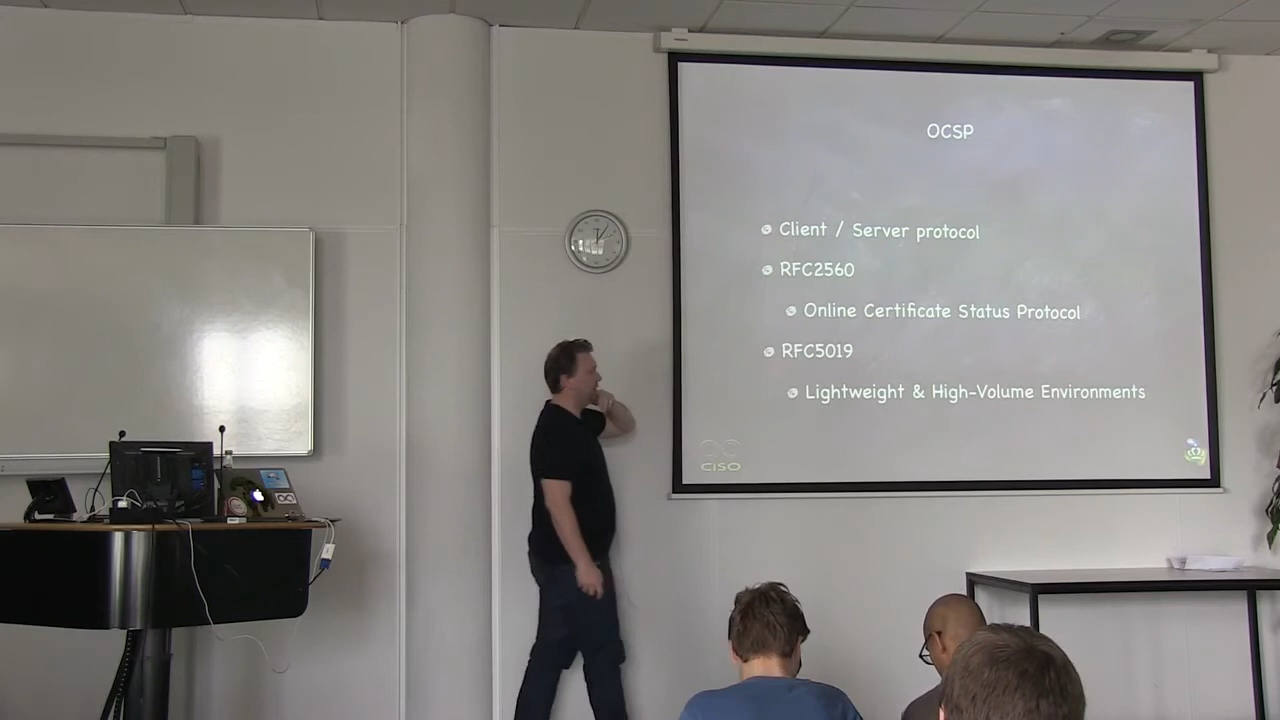 OCSP
Client / Server protocol
RFC2560
Online Certificate Status Protocol
RFC5019
Lightweight & High-Volume Environments
CISO